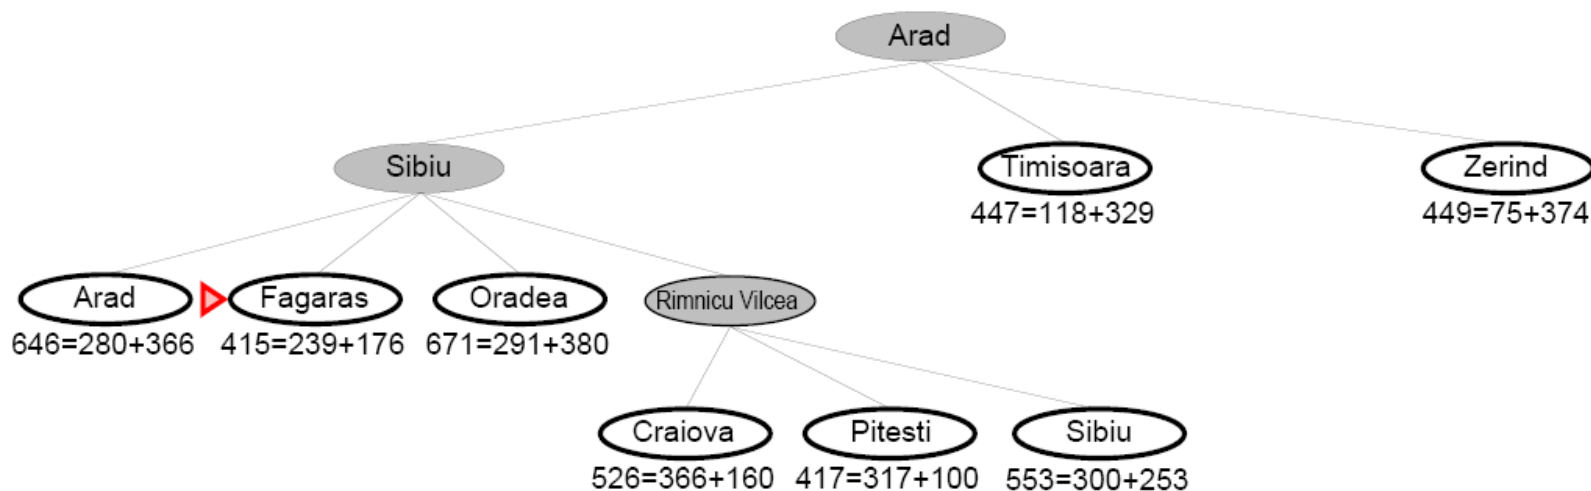 Arad
Sibiu
Timisoara
Zerind
447=118+329
449=75+374
Arad
Fagaras
Oradea
Rimnicu Vilcea
646=280+366
415=239+176
671=291+380
Craiova
Pitesti
Sibiu
526=366+160
417=317+100
553=300+253